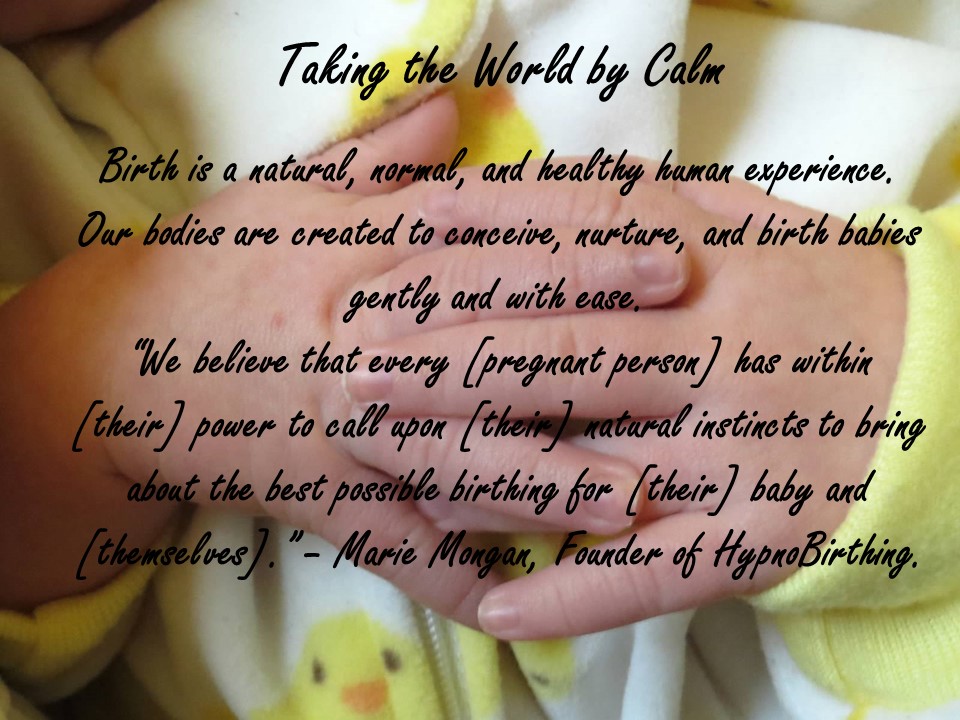 Taking the World by Calm
Birth is a natural, normal, and healthy human experience.
Our bodies are created to conceive, nurture, and birth babies
gently and with ease.
“We believe that every [pregnant person] has within
[their] power to call upon [their] natural instincts to bring
about the best possible birthing for [their] baby and
[themselves].” – Marie Mongan, Founder of HypnoBirthing.